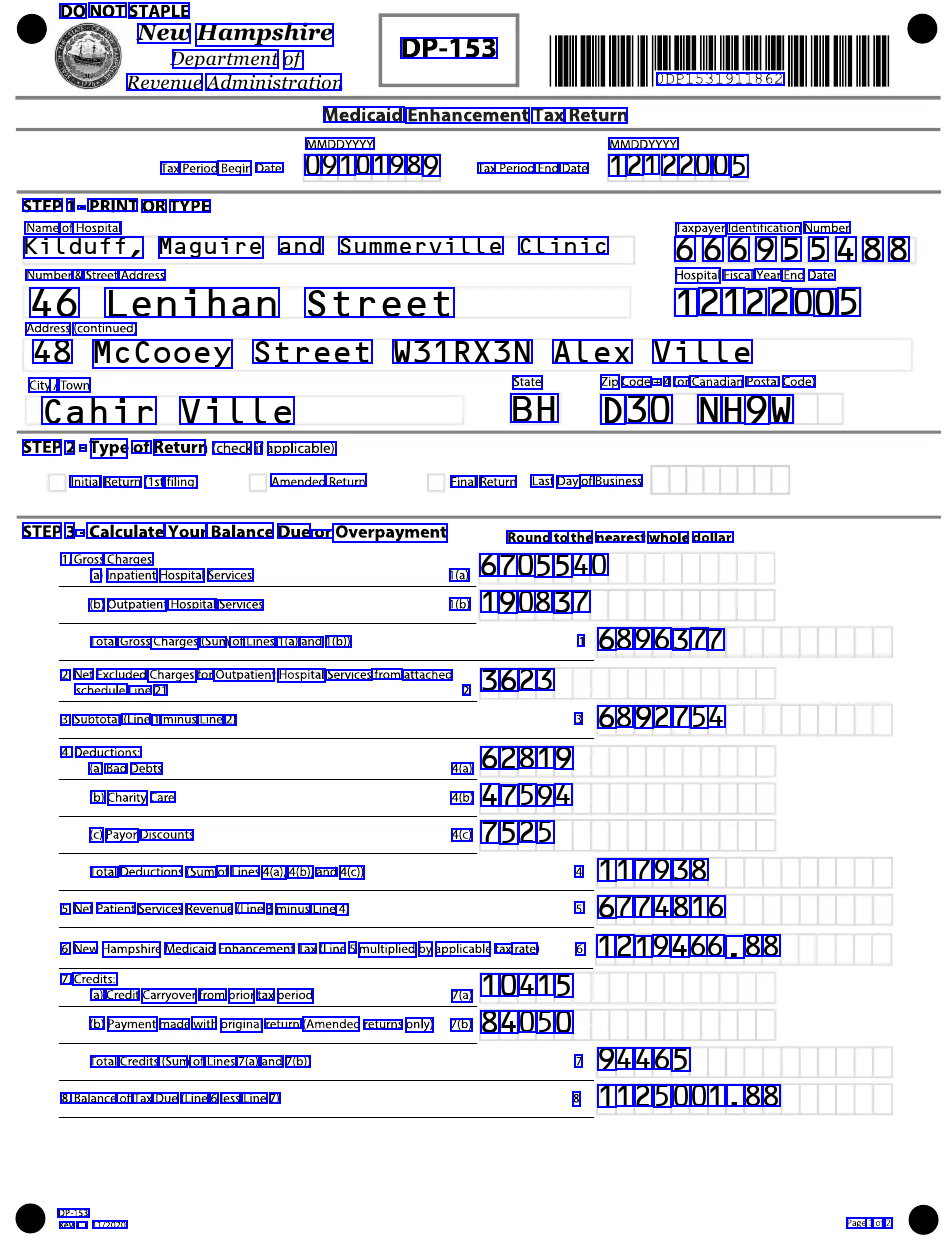 DO NOT STAPLE
New Hampshire
Department of
Revenue Administration
DP-153
0DP1531911862
Medicaid Enhancement Tax Return
MMDDYYYY MMDDYYYY
Tax Period Begin Date 09101989 Tax Period End Date 12122005
STEP 1 - PRINT OR TYPE
Name of Hospital Taxpayer Identification Number
Kilduff, Maguire and Summerville Clinic 666955488
Number & Street Address Hospital Fiscal Year End Date
46 Lenihan Street 12122005
Address (continued)
48 McCooey Street W31RX3N Alex Ville
City / Town State Zip Code + 4 (or Canadian Postal Code)
Cahir Ville BH D30 NH9W
STEP 2 - Type of Return (check if applicable)
Initial Return (1st filing Amended Return Final Return Last Day of Business
STEP 3 - Calculate Your Balance Due or Overpayment Round to the nearest whole dollar
1 Gross Charges
a) Inpatient Hospital Services 1(a) 6705540
(b) Outpatient Hospital Services 1(b) 190837
Total Gross Charges (Sum of Lines 1(a) and 1(b)) 1 6896377
2 Net Excluded Charges for Outpatient Hospital Services from attached
schedule Line 21 2 3623
3 Subtotal (Line 1 minus Line 2) 3 6892754
4 Deductions:
(a) Bad Debts 4(a) 62819
b) Charity Care 4(b) 47594
(c) Payor Discounts 4(c) 7525
Total Deductions (Sum of Lines 4(a), 4(b), and 4(c)) 4 117938
5 Net Patient Services Revenue (Line 3 minus Line 4) 5 6774816
6 New Hampshire Medicaid Enhancement Tax (Line 5 multiplied by applicable tax rate) 6 1219466.88
7 Credits:
a) Credit Carryover from prior tax period 7(a) 10415
(b) Payment made with original return (Amended returns only) 7(b) 84050
Total Credits (Sum of Lines 7(a) and 7(b)) 7 94465
8 Balance of Tax Due (Line 6 less Line 7) 8 1125001.88
DP-153
Page 1 of 2